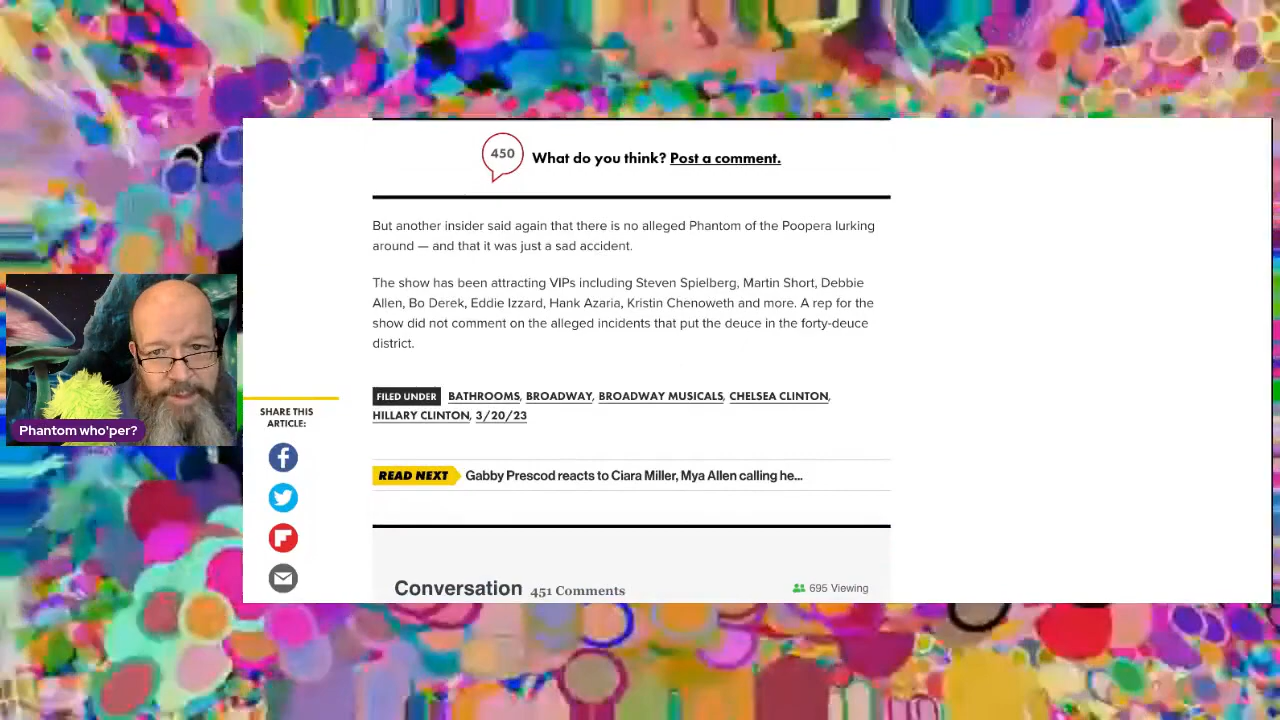 450
What do you think? Post a comment.
But another insider said again that there is no alleged Phantom of the Poopera lurking
around — and that it was just a sad accident.
The show has been attracting VIPs including Steven Spielberg, Martin Short, Debbie
Allen, Bo Derek, Eddie Izzard, Hank Azaria, Kristin Chenoweth and more. A rep for the
show did not comment on the alleged incidents that put the deuce in the forty-deuce
district.
FILED UNDER BATHROOMS, BROADWAY, BROADWAY MUSICALS, CHELSEA CLINTON,
HILLARY CLINTON, 3/20/23
SHARE THIS
ARTICLE:
Phantom who'per?
READ NEXT Gabby Prescod reacts to Ciara Miller, Mya Allen calling he...
Conversation 451 Comments
695 Viewing